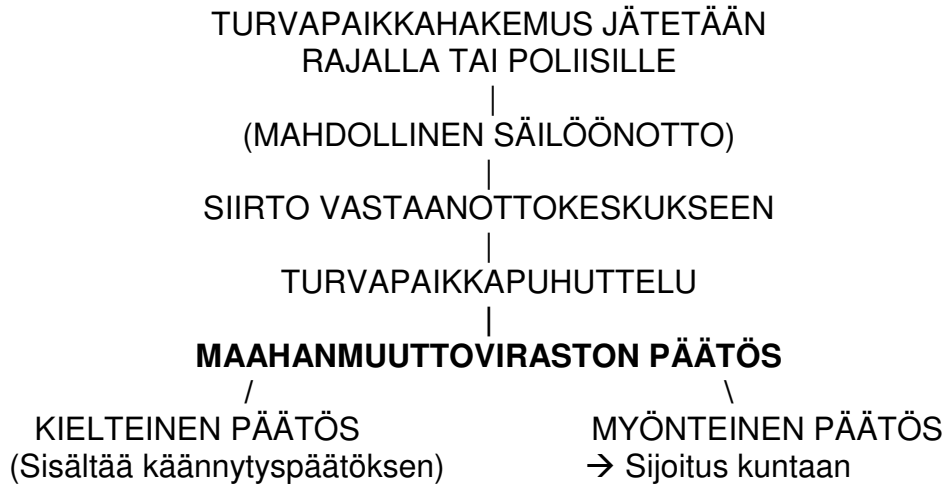 TURVAPAIKKAHAKEMUS JÄTETÄÄN
RAJALLA TAI POLIISILLE
|
(MAHDOLLINEN SÄILÖÖNOTTO)
|
SIIRTO VASTAANOTTOKESKUKSEEN
|
TURVAPAIKKAPUHUTTELU
|
MAAHANMUUTTOVIRASTON PÄÄTÖS
/ \
KIELTEINEN PÄÄTÖS MYÖNTEINEN PÄÄTÖS
(Sisältää käännytyspäätöksen) → Sijoitus kuntaan